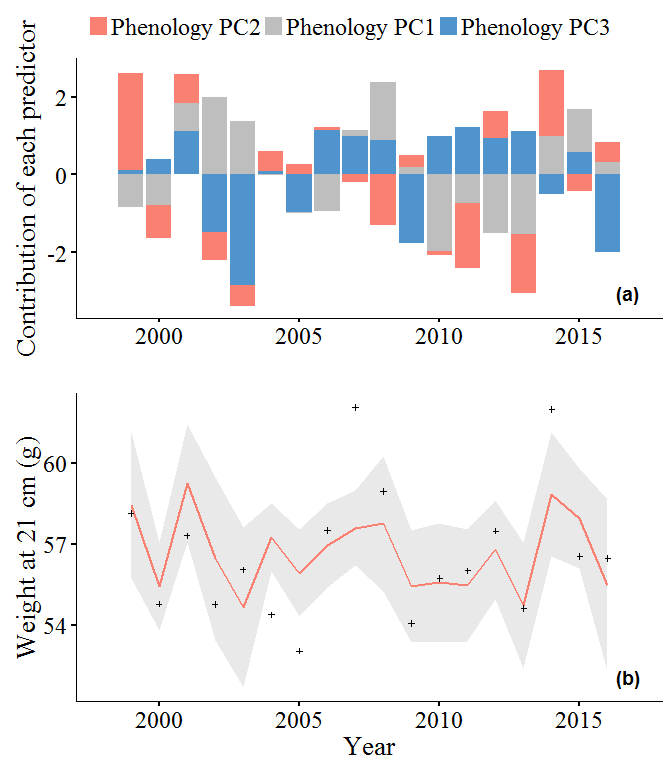 Phenology PC2 Phenology PC1 Phenology PC3
Contribution of each predictor
2
0
-2
(a)
2000 2005 2010 2015
Weight at 21 cm (g)
60
57
54
(b)
2000 2005 2010 2015
Year